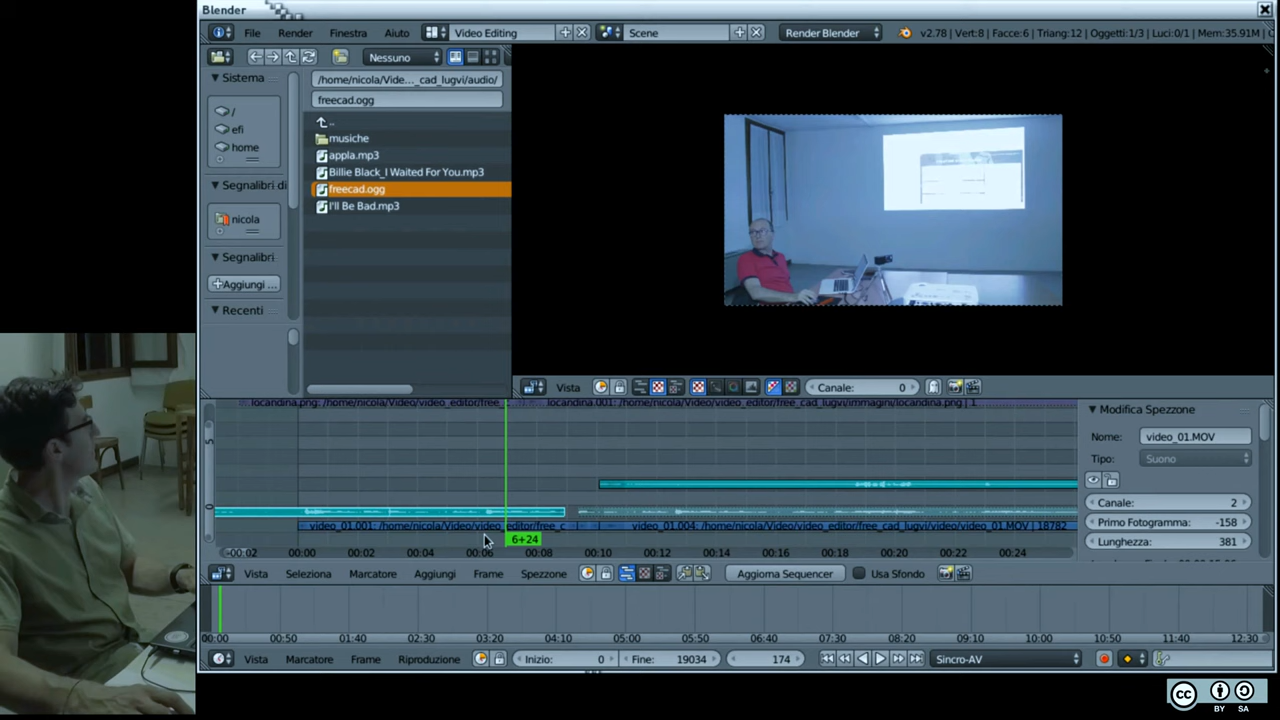 Blender
File Render Finestra Aiuto Video Editing Scene Render Blender v2.78 | Vert:8 | Facce:6 | Triang:12 | Oggetti:1/3 | Luci:0/1 | Mem:35.91M |
Nessuno
Sistema
/home/nicola/Vide..._cad_lugvi/audio/
freecad.ogg
/
efi
home
..
musiche
appla.mp3
Billie Black_I Waited For You.mp3
freecad.ogg
I'll Be Bad.mp3
Segnalibri di
nicola
Segnalibri
Aggiungi ...
Recenti
Vista Canale: 0
locandina.png: /home/nicola/Video/video_editor/free_ locandina.001: /home/nicola/Video/video_editor/free_cad_lugvi/immagini/locandina.png | 1
5
0
video_01.001: /home/nicola/Video/video_editor/free_c video_01.004: /home/nicola/Video/video_editor/free_cad_lugvi/video/video_01.MOV | 18782
6+24
-00:02 00:00 00:02 00:04 00:06 00:08 00:10 00:12 00:14 00:16 00:18 00:20 00:22 00:24
Modifica Spezzone
Nome: video_01.MOV
Tipo: Suono
Canale: 2
Primo Fotogramma: -158
Lunghezza: 381
Vista Seleziona Marcatore Aggiungi Frame Spezzone Aggiorna Sequencer Usa Sfondo
00:00 00:50 01:40 02:30 03:20 04:10 05:00 05:50 06:40 07:30 08:20 09:10 10:00 10:50 11:40 12:30
Vista Marcatore Frame Riproduzione Inizio: 0 Fine: 19034 174 Sincro-AV
cc BY SA